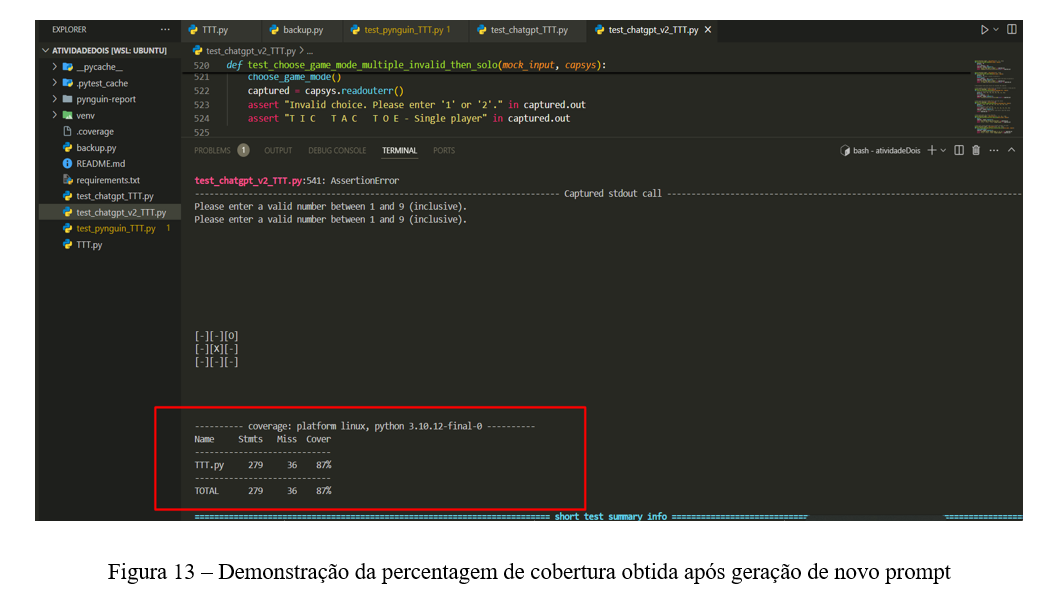 EXPLORER ...
TTT.py backup.py test_pynguin_TTT.py 1 test_chatgpt_TTT.py test_chatgpt_v2_TTT.py X
ATIVIDADEDOIS [WSL: UBUNTU]
__pycache__
.pytest_cache
pynguin-report
venv
.coverage
backup.py
README.md
requirements.txt
test_chatgpt_TTT.py
test_chatgpt_v2_TTT.py
test_pynguin_TTT.py 1
TTT.py
test_chatgpt_v2_TTT.py > ...
520 def test_choose_game_mode_multiple_invalid_then_solo(mock_input, capsys):
521 choose_game_mode()
522 captured = capsys.readouterr()
523 assert "Invalid choice. Please enter '1' or '2'." in captured.out
524 assert "T I C   T A C   T O E - Single player" in captured.out
525
PROBLEMS 1 OUTPUT DEBUG CONSOLE TERMINAL PORTS bash - atividadeDois
test_chatgpt_v2_TTT.py:541: AssertionError
------------------------------ Captured stdout call ------------------------------
Please enter a valid number between 1 and 9 (inclusive).
Please enter a valid number between 1 and 9 (inclusive).
[-][-][O]
[-][X][-]
[-][-][-]
---------- coverage: platform linux, python 3.10.12-final-0 ----------
Name Stmts Miss Cover
----------------------------
TTT.py 279 36 87%
----------------------------
TOTAL 279 36 87%
============================== short test summary info ==============================
Figura 13 – Demonstração da percentagem de cobertura obtida após geração de novo prompt